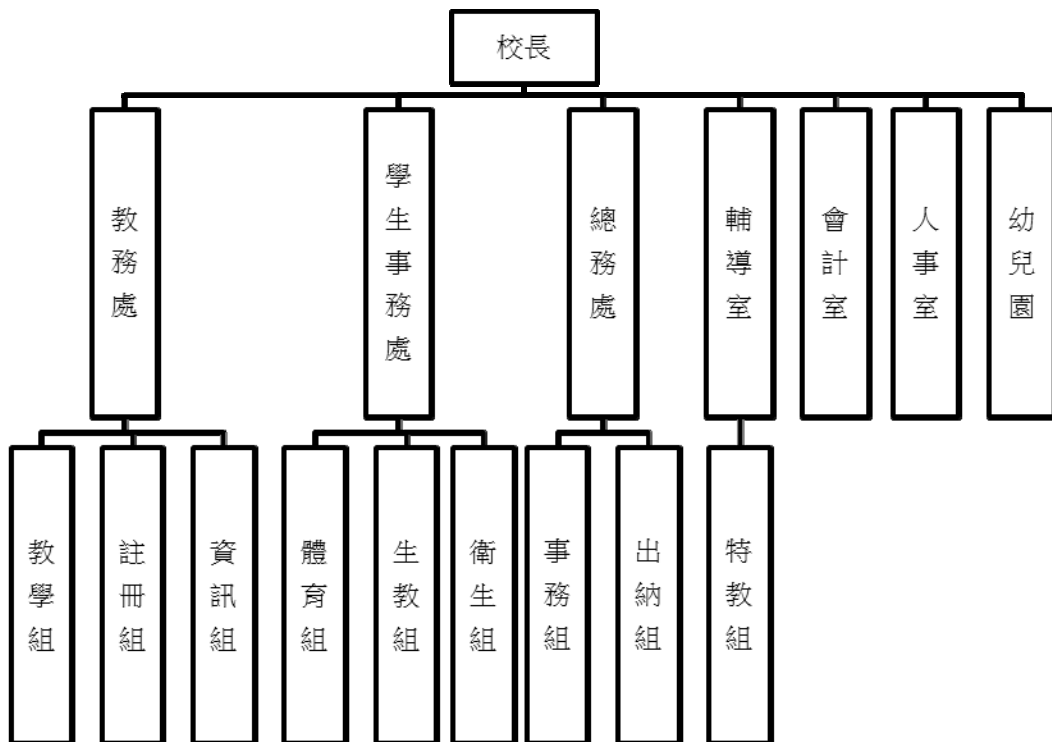 校長
教務處
學生事務處
總務處
輔導室
會計室
人事室
幼兒園
教學組
註冊組
資訊組
體育組
生教組
衛生組
事務組
出納組
特教組